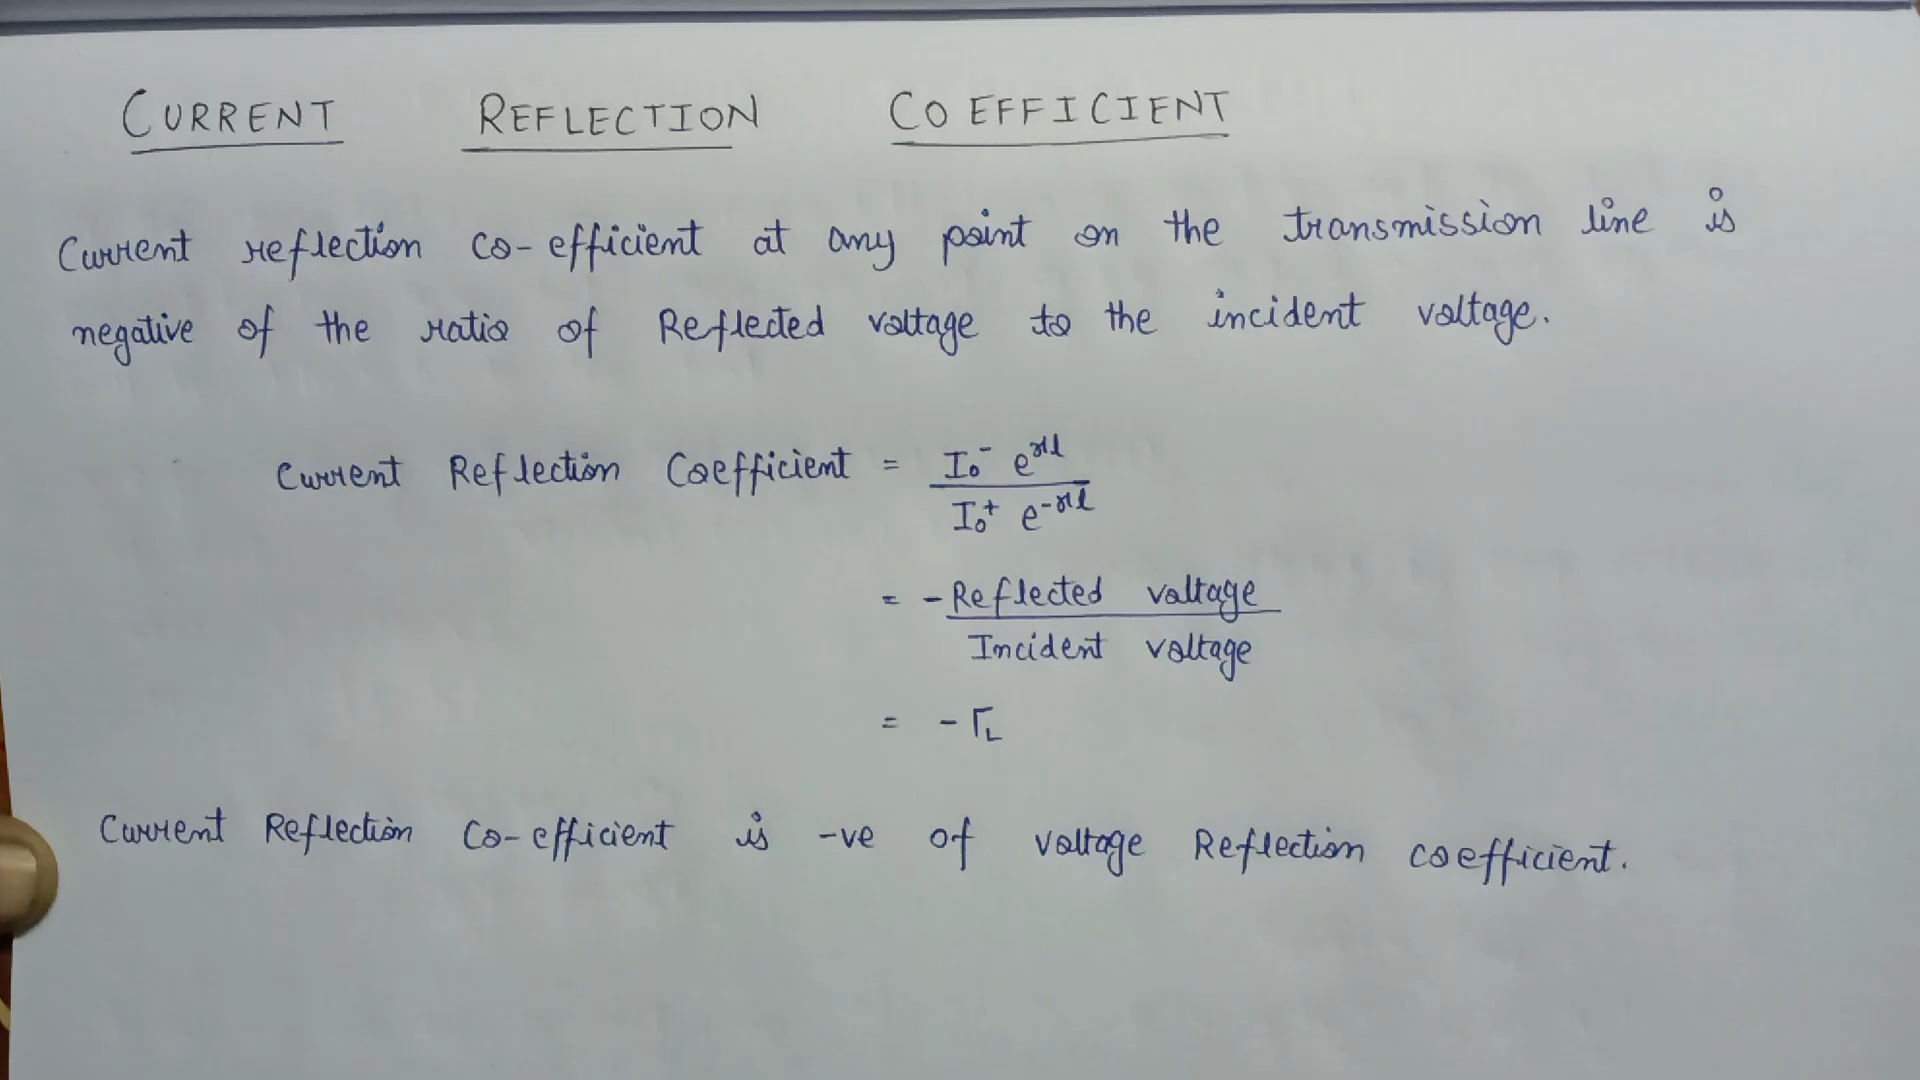 CURRENT REFLECTION COEFFICIENT
Current reflection co-efficient at any point on the transmission line is
negative of the ratio of Reflected voltage to the incident voltage.
Current Reflection Coefficient = I₀⁻ e^γl
I₀⁺ e^-γl
= - Reflected voltage
Incident voltage
= - Γ_L
Current Reflection Co-efficient is -ve of voltage Reflection coefficient.